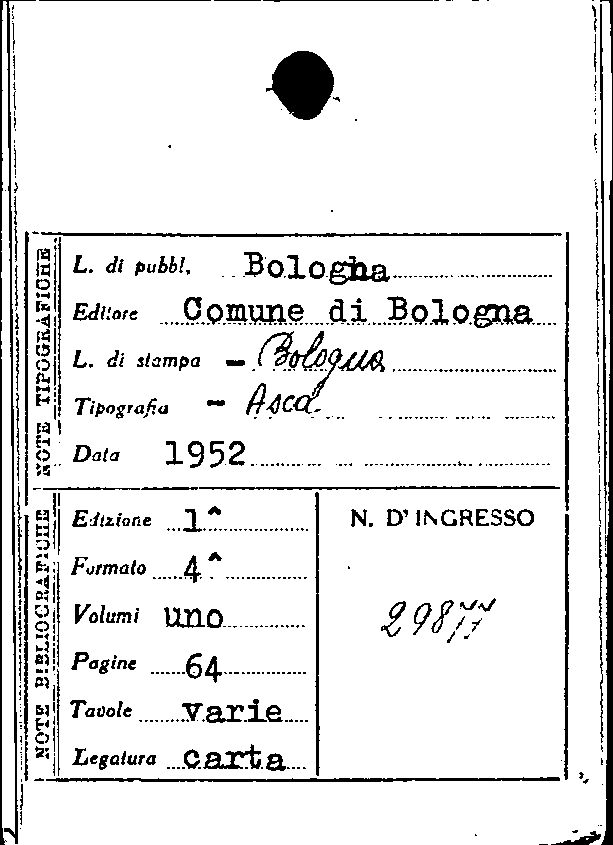 NOTE TIPOGRAFICHE
L. di pubbl. Bologna
Editore Comune di Bologna
L. di stampa - Bologna
Tipografia - Asca.
Data 1952
NOTE BIBLIOGRAFICHE
Edizione 1^
Formato 4^
Volumi uno
Pagine 64
Tavole varie
Legatura carta
N. D' INGRESSO
29877